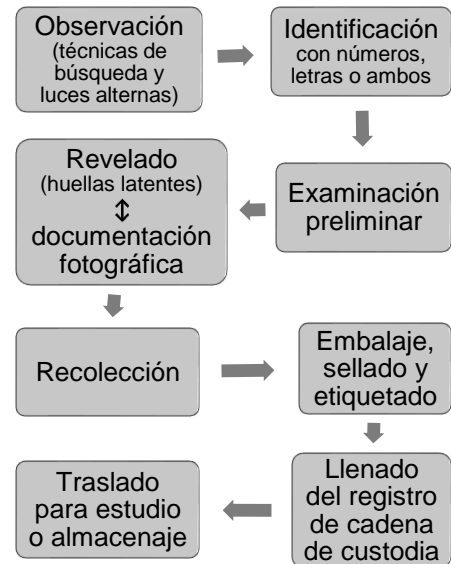 Observación
(técnicas de
búsqueda y
luces alternas)
Identificación
con números,
letras o ambos
Examinación
preliminar
Revelado
(huellas latentes)
↕
documentación
fotográfica
Recolección
Embalaje,
sellado y
etiquetado
Llenado
del registro
de cadena
de custodia
Traslado
para estudio
o almacenaje